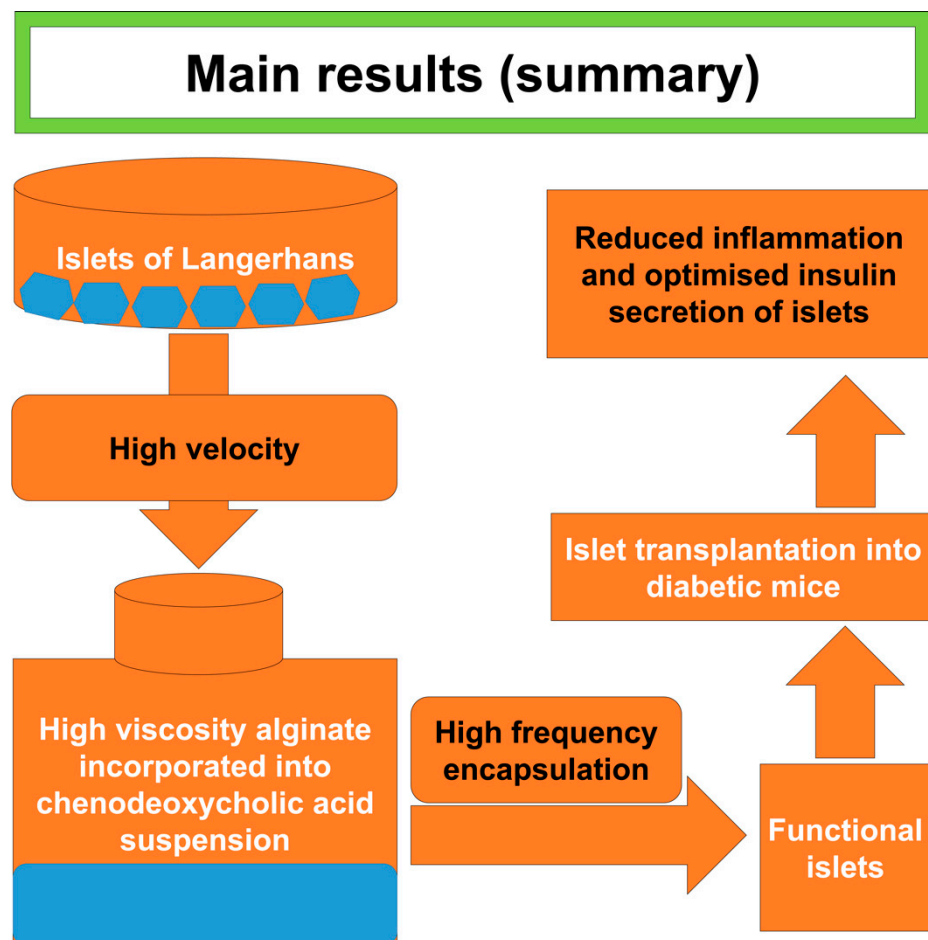 Main results (summary)
Islets of Langerhans
High velocity
High viscosity alginate
incorporated into
chenodeoxycholic acid
suspension
High frequency
encapsulation
Functional
islets
Islet transplantation into
diabetic mice
Reduced inflammation
and optimised insulin
secretion of islets